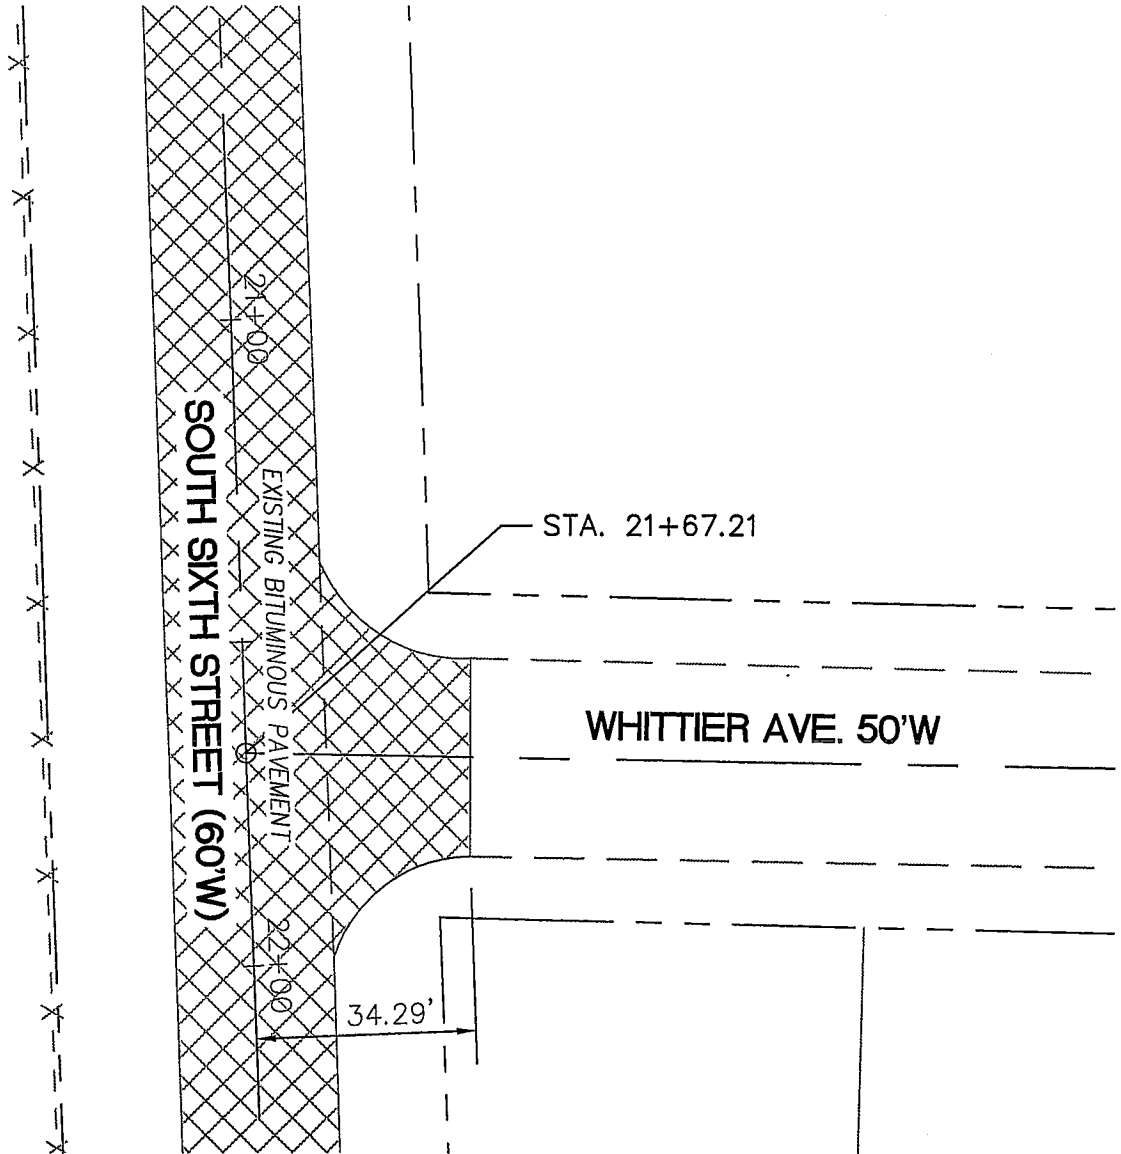 21+00
SOUTH SIXTH STREET (60'W)
EXISTING BITUMINOUS PAVEMENT
STA. 21+67.21
WHITTIER AVE. 50'W
22+00
34.29'